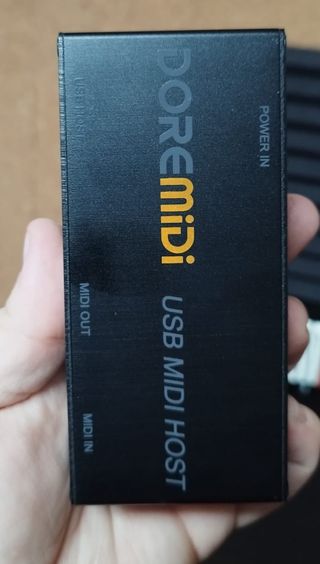 POWER IN
DOREMiDi
USB MIDI HOST
USB HOST
MIDI OUT
MIDI IN